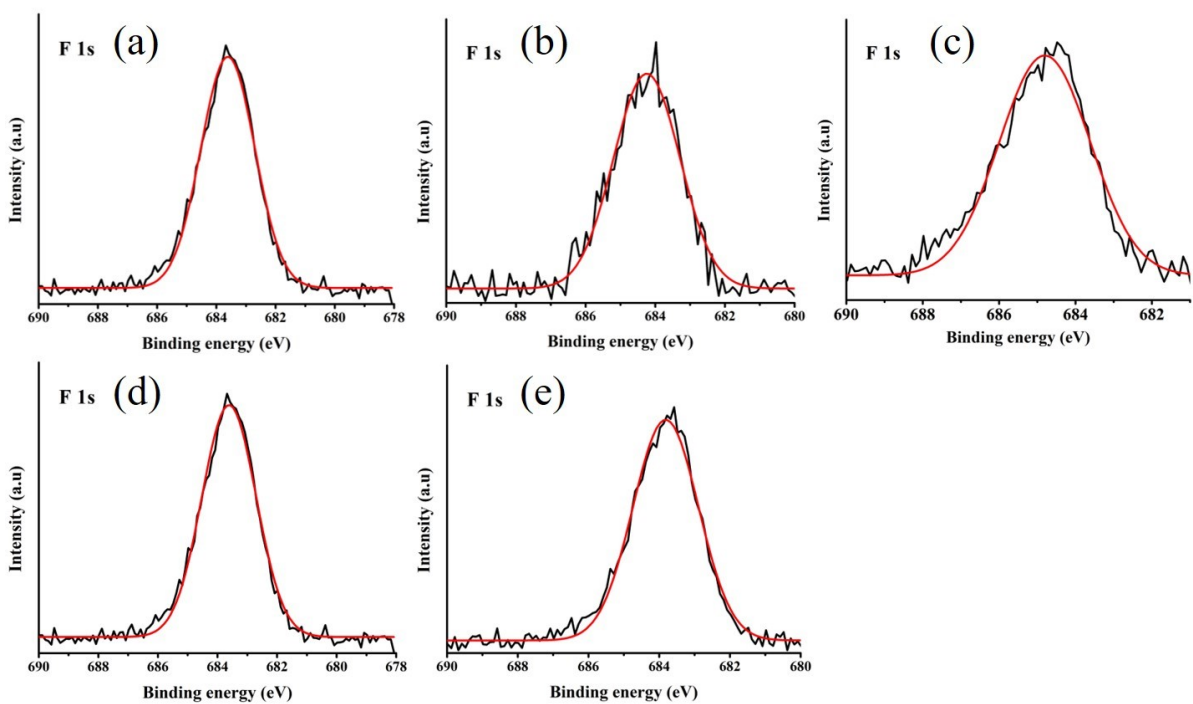 F 1s (a)
Intensity (a.u)
690 688 686 684 682 680 678
Binding energy (eV)
F 1s (b)
Intensity (a.u)
690 688 686 684 682 680
Binding energy (eV)
F 1s (c)
Intensity (a.u)
690 688 686 684 682
Binding energy (eV)
F 1s (d)
Intensity (a.u)
690 688 686 684 682 680 678
Binding energy (eV)
F 1s (e)
Intensity (a.u)
690 688 686 684 682 680
Binding energy (eV)